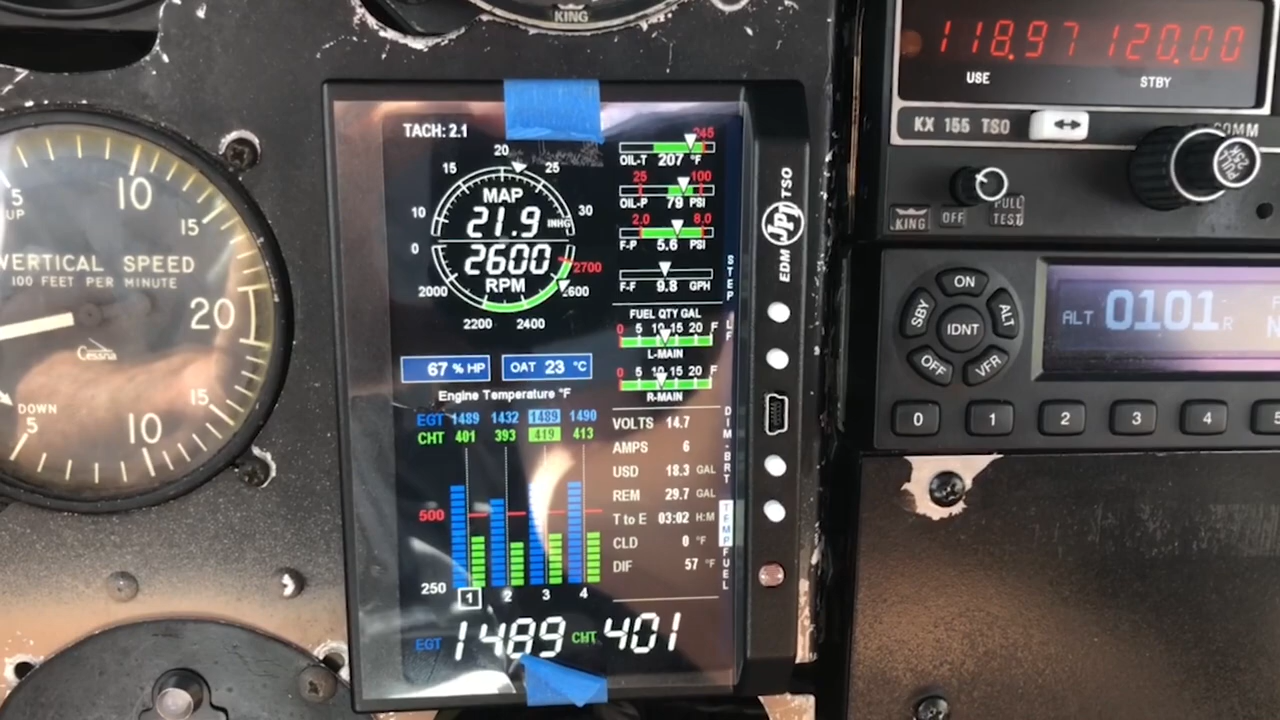 KING
5
UP
10
15
VERTICAL SPEED
100 FEET PER MINUTE
20
Cessna
DOWN
5
10
15
TACH: 2.1
20
15
25
10
30
0
MAP
21.9 INHG
2600
RPM
2700
2600
2000
2200
2400
245
OIL-T 207 °F
25 100
OIL-P 79 PSI
2.0 8.0
F-P 5.6 PSI
F-F 9.8 GPH
FUEL QTY GAL
0 5 10 15 20 F
L-MAIN
0 5 10 15 20 F
R-MAIN
67 % HP
OAT 23 °C
Engine Temperature °F
EGT 1489 1432 1489 1490
CHT 401 393 419 413
500
250
1 2 3 4
VOLTS 14.7
AMPS 6
USD 18.3 GAL
REM 29.7 GAL
T to E 03:02 H:M
CLD 0 °F
DIF 57 °F
EGT 1489 CHT 401
STEP
LF
DIM-BRT
TEMP
FUEL
EDM JPI TSO
118.97 120.00
USE STBY
KX 155 TSO
COMM
KING
OFF
PULL
TEST
PULL
25K
ON
SBY
ALT
IDNT
OFF
VFR
ALT 0101 R
0 1 2 3 4 5